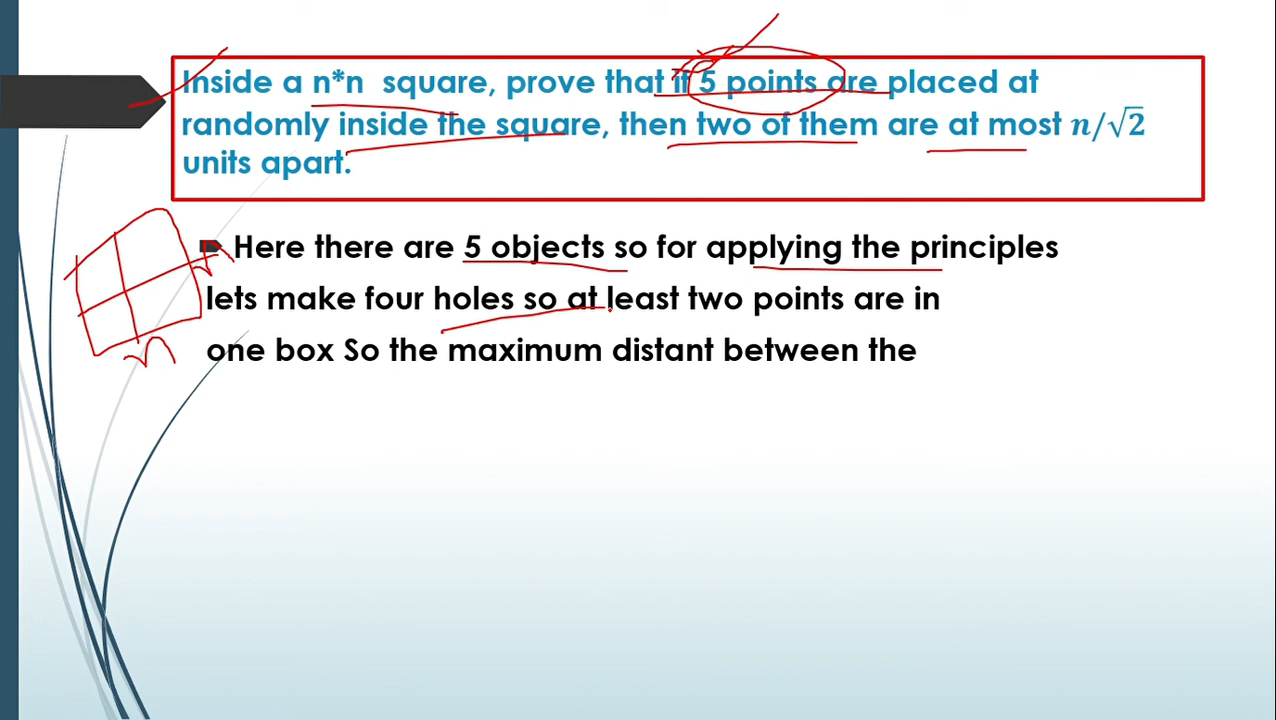 Inside a n*n square, prove that if 5 points are placed at
randomly inside the square, then two of them are at most n/√2
units apart.
Here there are 5 objects so for applying the principles
lets make four holes so at least two points are in
one box So the maximum distant between the
n
n